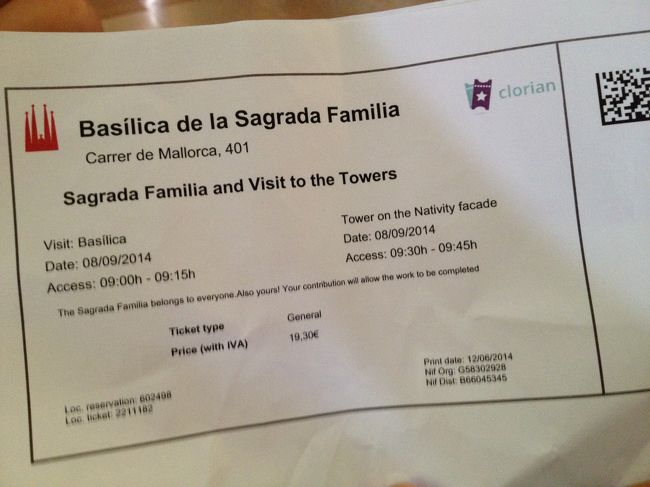 clorian
Basílica de la Sagrada Familia
Carrer de Mallorca, 401
Sagrada Familia and Visit to the Towers
Visit: Basílica
Date: 08/09/2014
Access: 09:00h - 09:15h
Tower on the Nativity facade
Date: 08/09/2014
Access: 09:30h - 09:45h
The Sagrada Familia belongs to everyone.Also yours! Your contribution will allow the work to be completed
Ticket type General
Price (with IVA) 19,30€
Print date: 12/06/2014
Nif Org: G58302928
Nif Dist: B66045345
Loc. reservation: 602498
Loc. ticket: 2211182